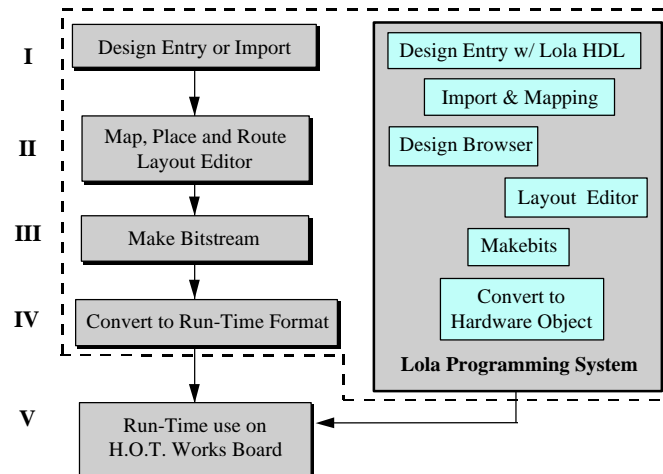 I
Design Entry or Import
II
Map, Place and Route
Layout Editor
III
Make Bitstream
IV
Convert to Run-Time Format
V
Run-Time use on
H.O.T. Works Board
Design Entry w/ Lola HDL
Import & Mapping
Design Browser
Layout Editor
Makebits
Convert to
Hardware Object
Lola Programming System